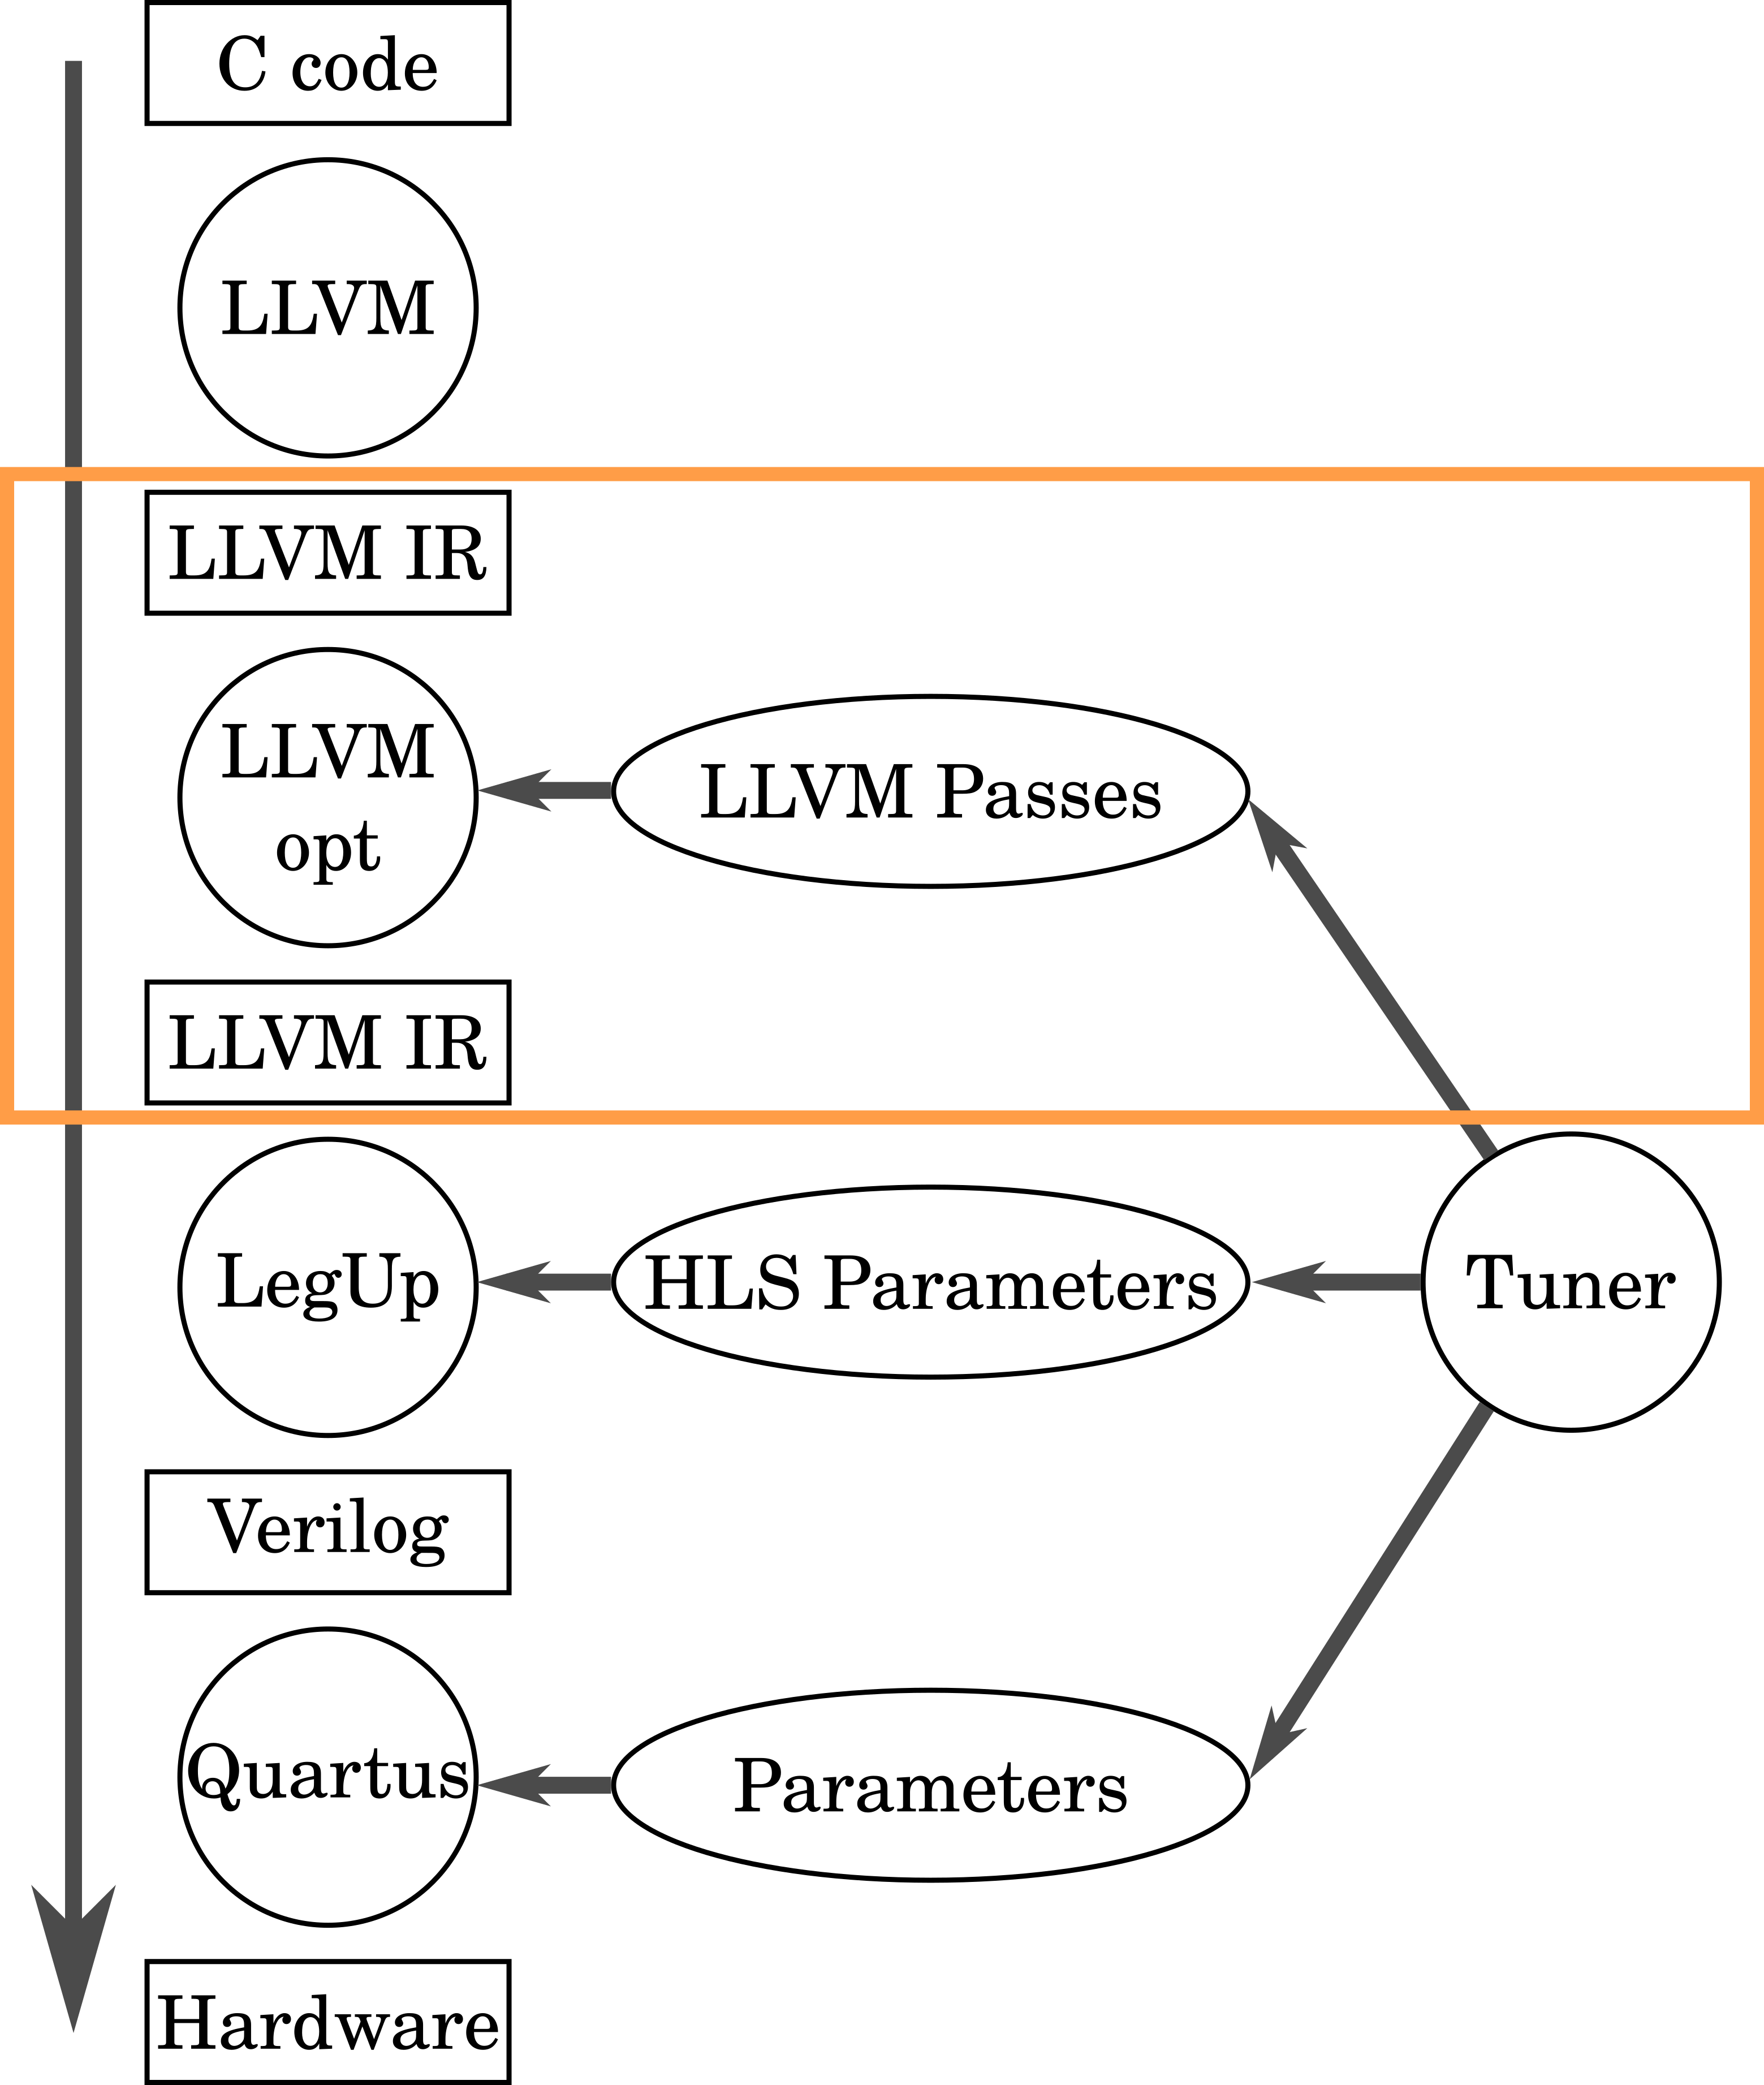 C code
LLVM
LLVM IR
LLVM
opt
LLVM Passes
LLVM IR
LegUp
HLS Parameters
Tuner
Verilog
Quartus
Parameters
Hardware